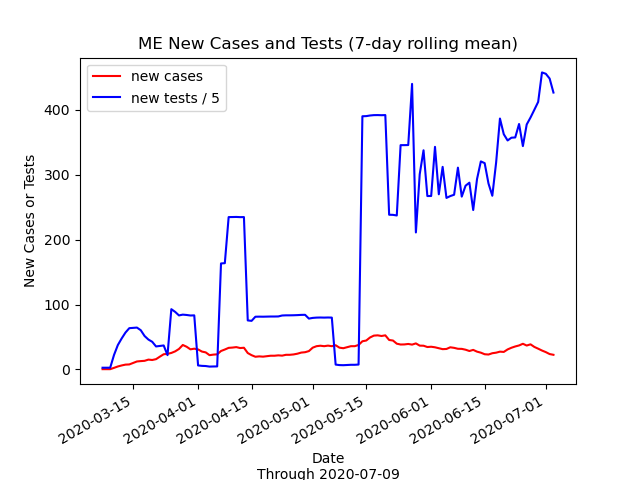 ME New Cases and Tests (7-day rolling mean)
new cases
new tests / 5
New Cases or Tests
400
300
200
100
0
2020-03-15
2020-04-01
2020-04-15
2020-05-01
2020-05-15
2020-06-01
2020-06-15
2020-07-01
Date
Through 2020-07-09